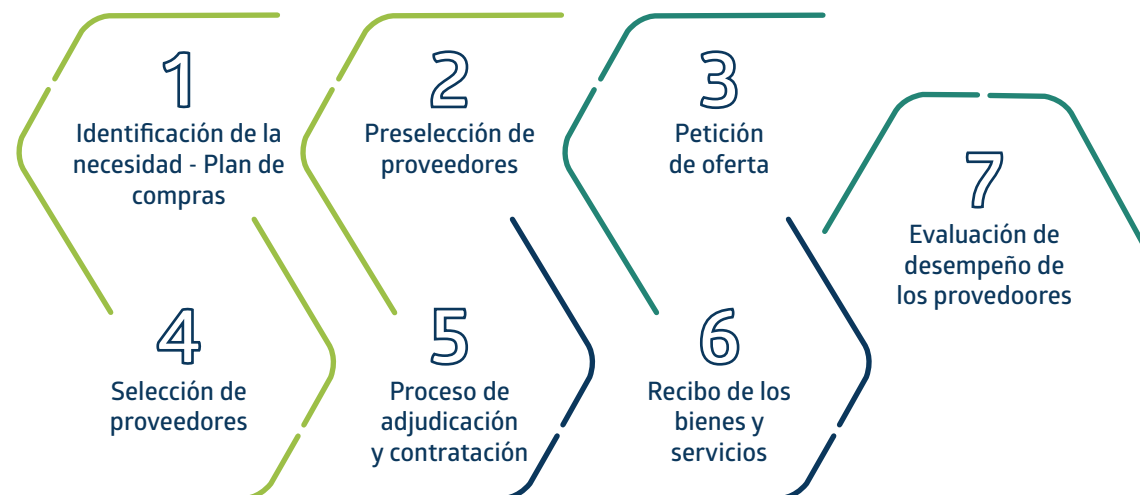 1
Identificación de la
necesidad - Plan de
compras
2
Preselección de
proveedores
3
Petición
de oferta
4
Selección de
proveedores
5
Proceso de
adjudicación
y contratación
6
Recibo de los
bienes y
servicios
7
Evaluación de
desempeño de
los provedoores